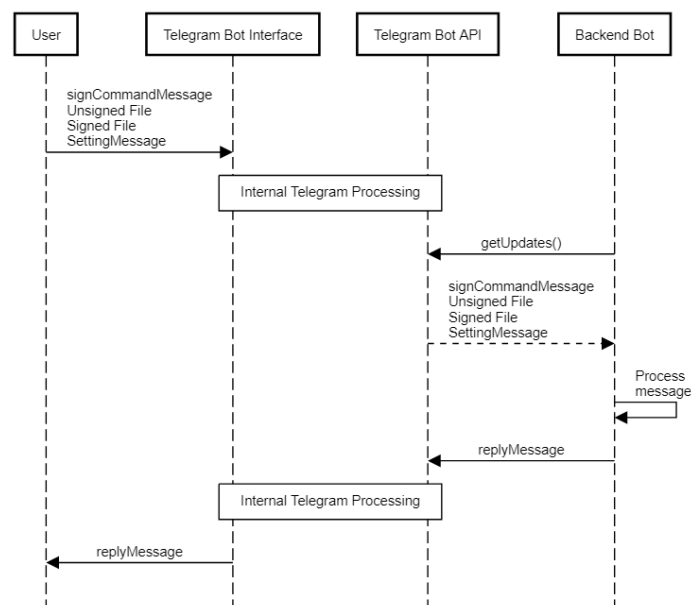 User
Telegram Bot Interface
Telegram Bot API
Backend Bot
signCommandMessage
Unsigned File
Signed File
SettingMessage
Internal Telegram Processing
getUpdates()
signCommandMessage
Unsigned File
Signed File
SettingMessage
Process
message
replyMessage
Internal Telegram Processing
replyMessage